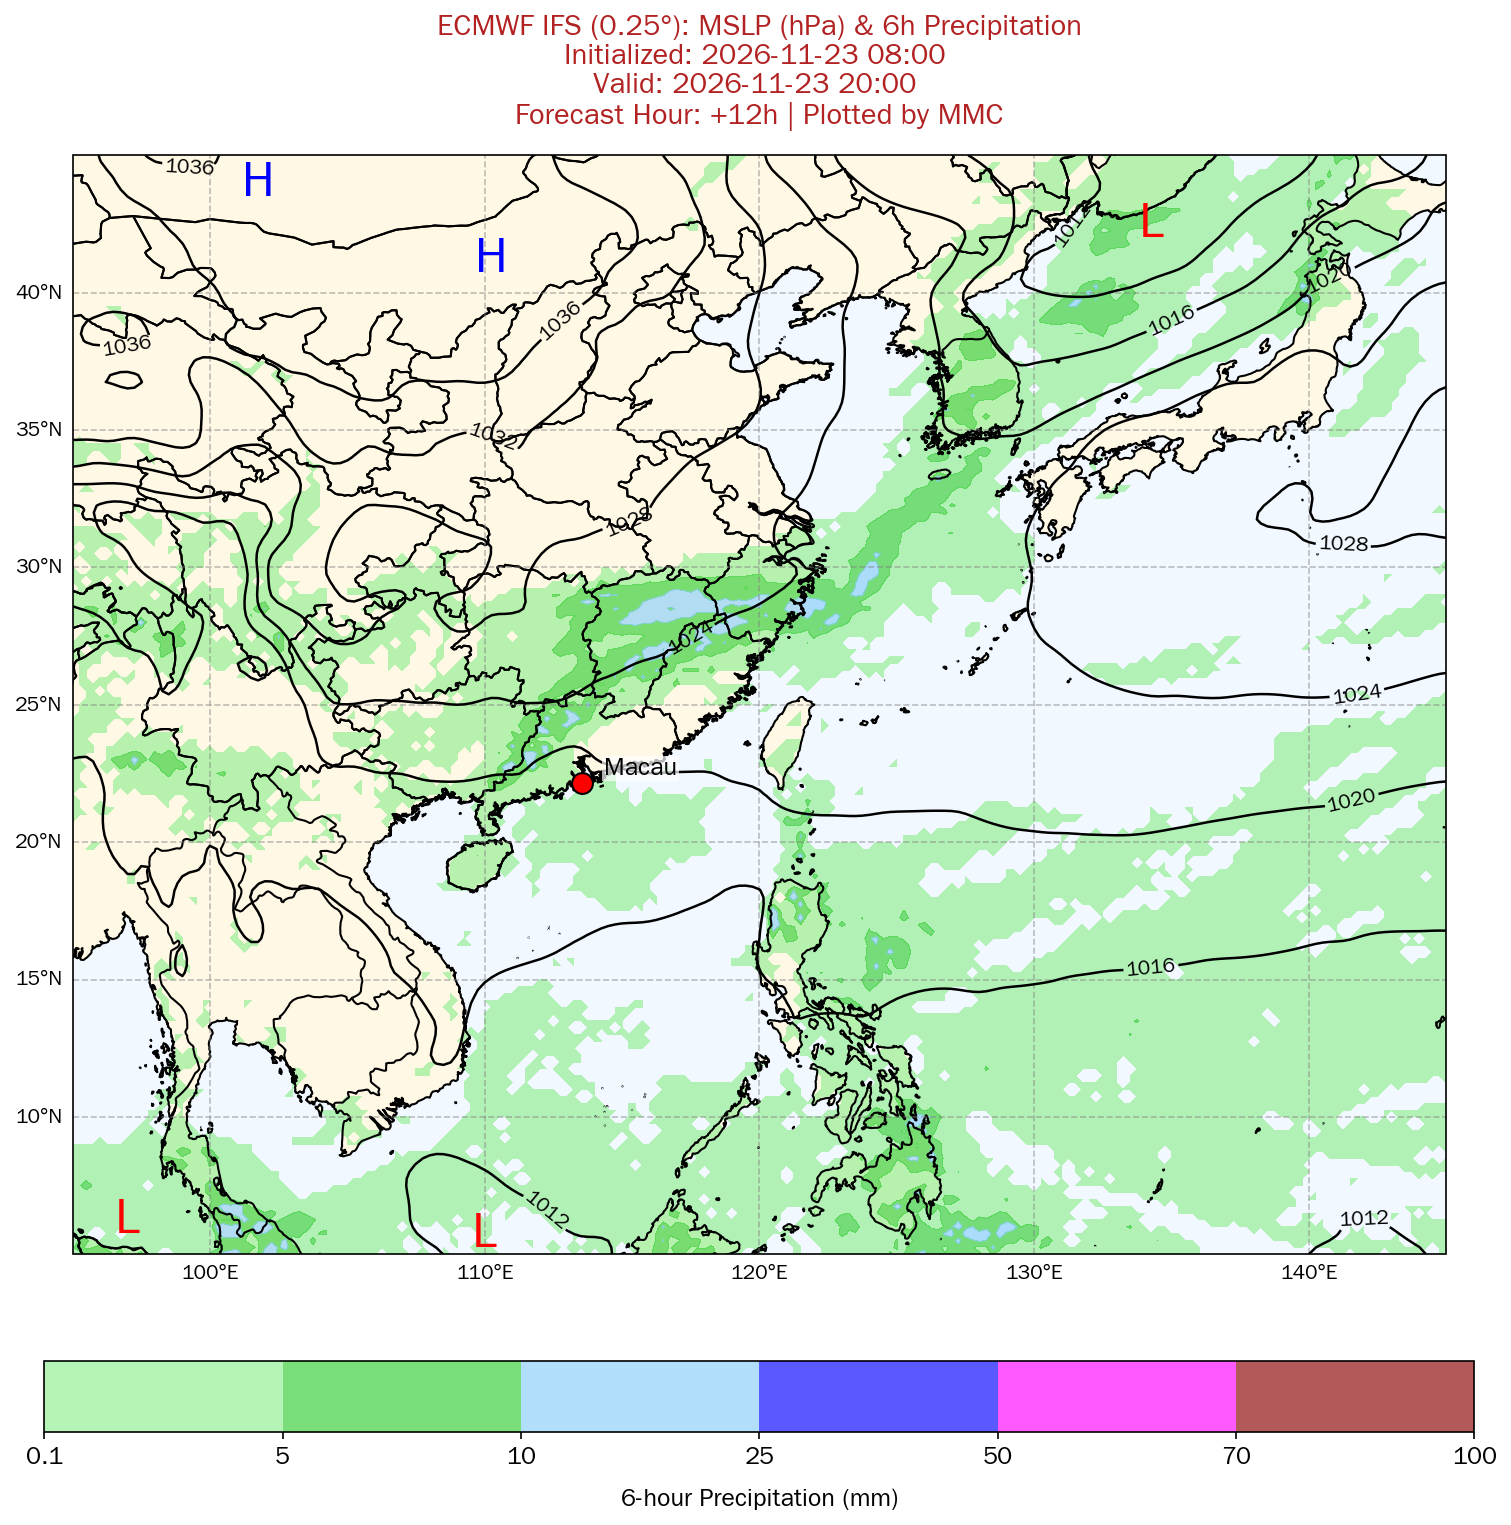 ECMWF IFS (0.25°): MSLP (hPa) & 6h Precipitation
Initialized: 2026-11-23 08:00
Valid: 2026-11-23 20:00
Forecast Hour: +12h | Plotted by MMC
1036
H
L
1012
H
40°N
1020
1016
1036
1036
35°N
1032
1028
1028
30°N
1024
25°N
1024
Macau
1020
20°N
1016
15°N
10°N
L
L
1012
1012
100°E 110°E 120°E 130°E 140°E
0.1 5 10 25 50 70 100
6-hour Precipitation (mm)